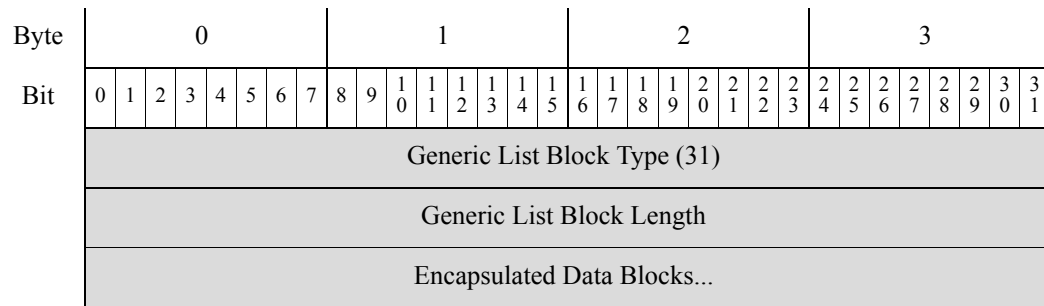 Byte 0 1 2 3
Bit 0 1 2 3 4 5 6 7 8 9 10 11 12 13 14 15 16 17 18 19 20 21 22 23 24 25 26 27 28 29 30 31
Generic List Block Type (31)
Generic List Block Length
Encapsulated Data Blocks...